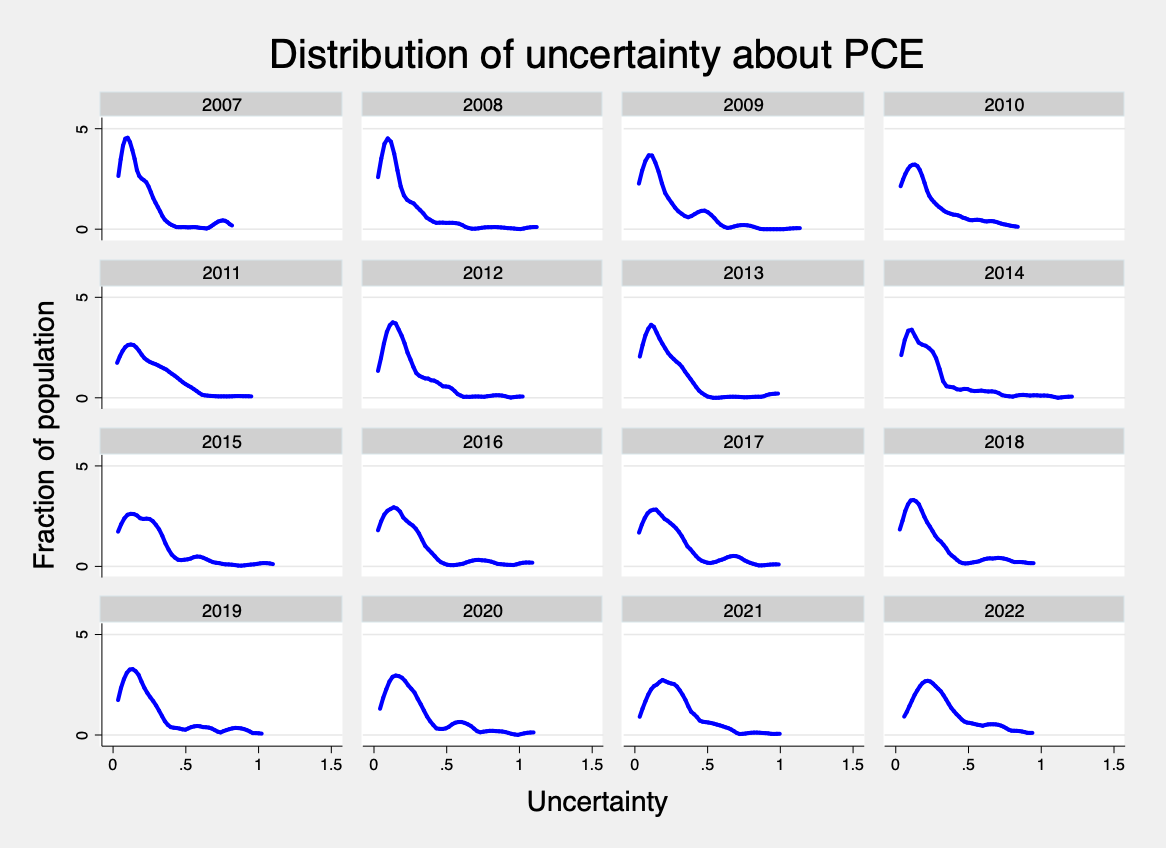 Distribution of uncertainty about PCE
2007 2008 2009 2010
5
0
2011 2012 2013 2014
5
0
2015 2016 2017 2018
5
0
2019 2020 2021 2022
5
0
0 .5 1 1.5 0 .5 1 1.5 0 .5 1 1.5 0 .5 1 1.5
Fraction of population
Uncertainty